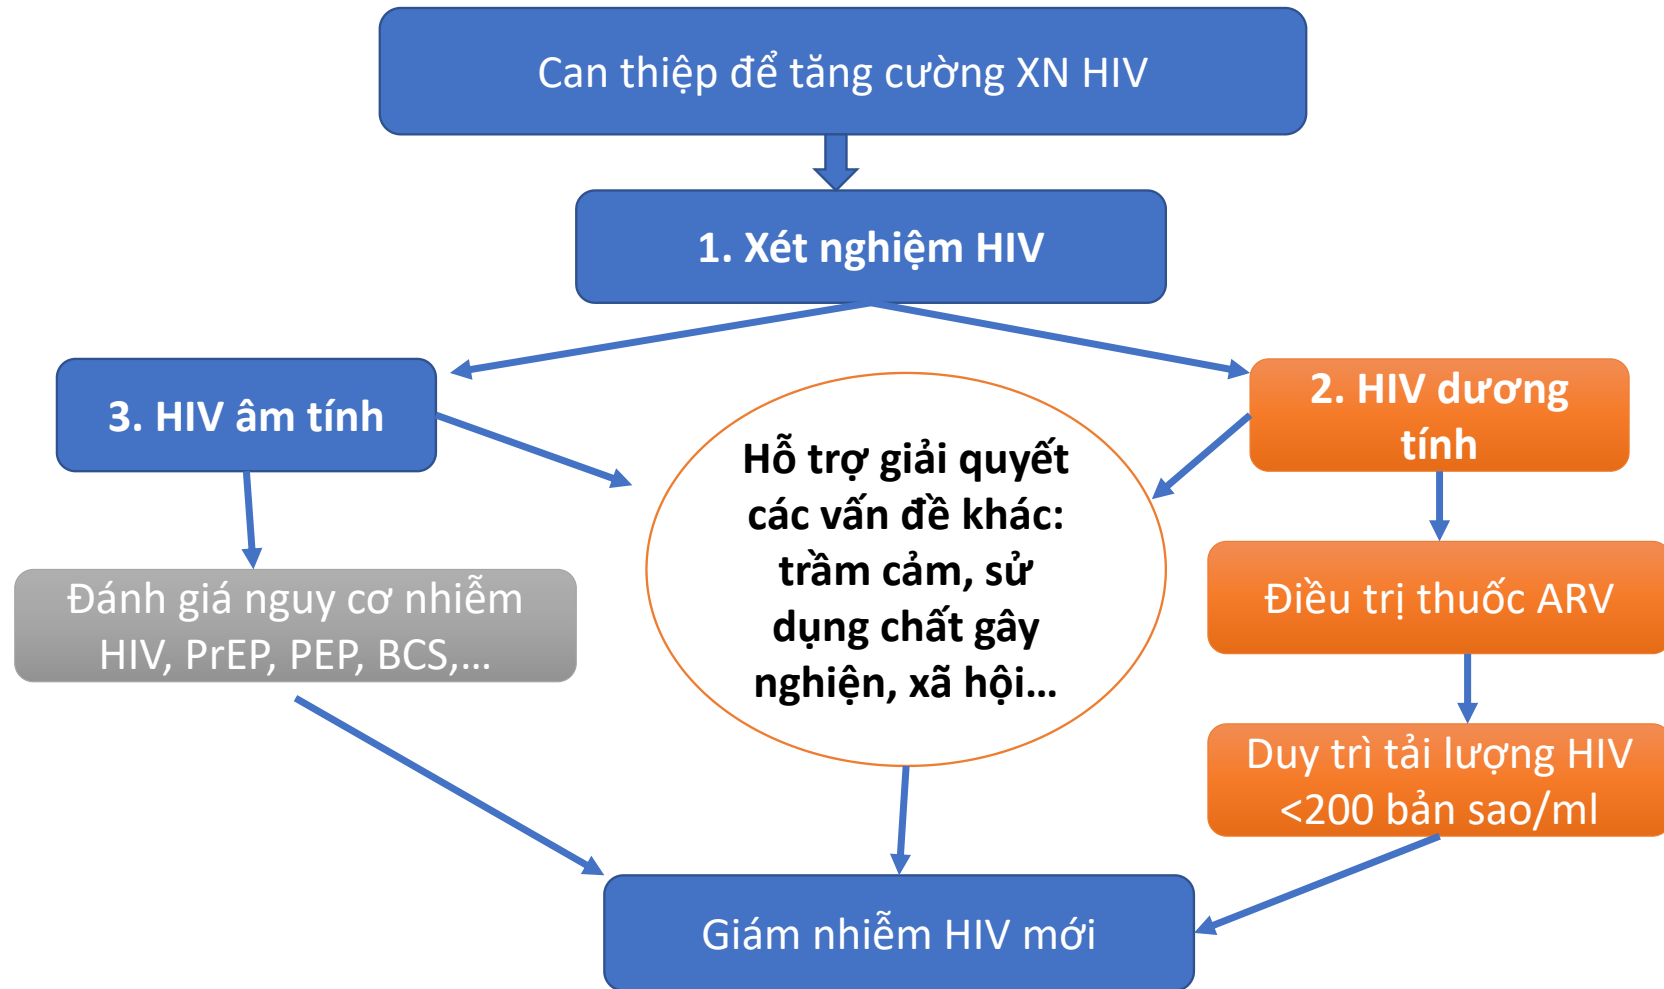 Can thiệp để tăng cường XN HIV
1. Xét nghiệm HIV
3. HIV âm tính
2. HIV dương
tính
Hỗ trợ giải quyết
các vấn đề khác:
trầm cảm, sử
dụng chất gây
nghiện, xã hội...
Đánh giá nguy cơ nhiễm
HIV, PrEP, PEP, BCS,...
Điều trị thuốc ARV
Duy trì tải lượng HIV
<200 bản sao/ml
Giám nhiễm HIV mới